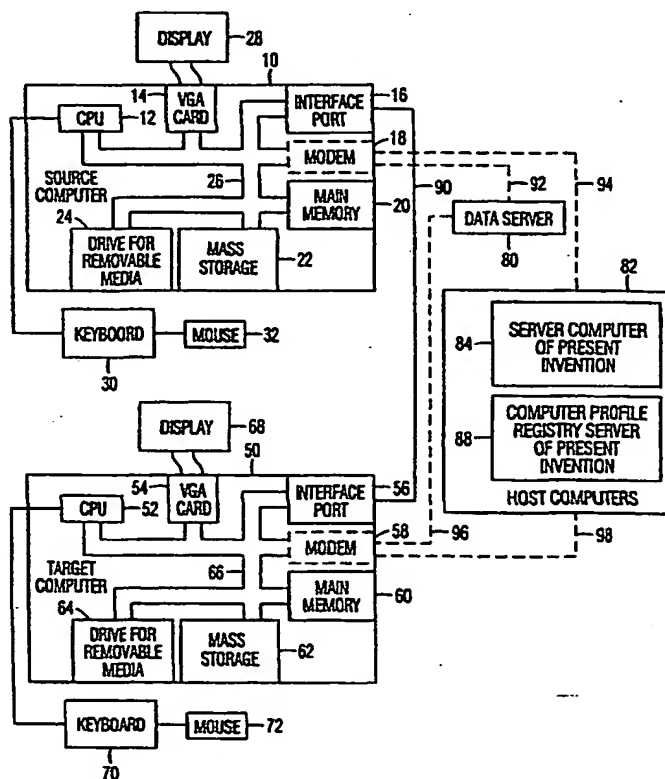 DISPLAY
28
10
14
VGA
CARD
16
INTERFACE
PORT
CPU
12
18
MODEM
SOURCE
COMPUTER
26
90
92
94
24
MAIN
MEMORY
20
DATA SERVER
80
DRIVE FOR
REMOVABLE
MEDIA
MASS
STORAGE
22
82
KEYBOORD
30
MOUSE
32
84
SERVER COMPUTER
OF PRESENT
INVENTION
88
COMPUTER PROFILE
REGISTRY SERVER
OF PRESENT
INVENTION
HOST COMPUTERS
DISPLAY
68
50
54
VGA
CARD
56
INTERFACE
PORT
CPU
52
58
MODEM
96
98
TARGET
COMPUTER
66
64
MAIN
MEMORY
60
DRIVE FOR
REMOVABLE
MEDIA
MASS
STORAGE
62
KEYBOARD
70
MOUSE
72